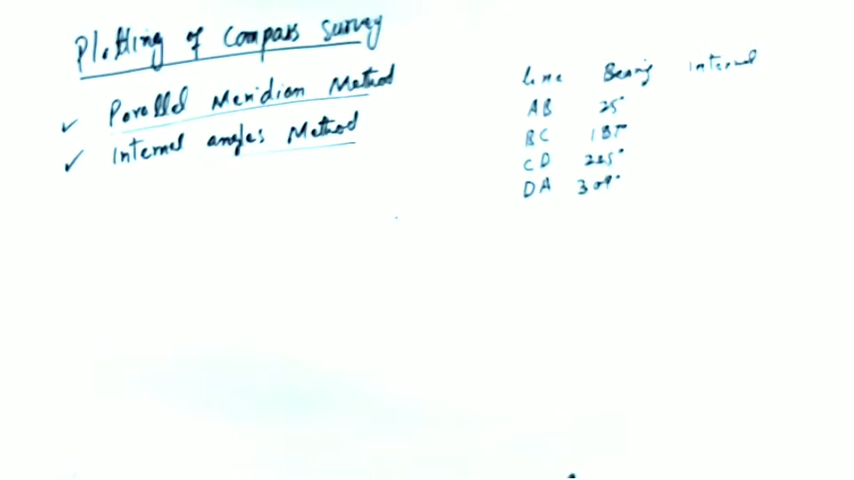 Plotting of Compass Survey
✓ Parallel Meridian Method
✓ Internal angles Method
Line Bearing Internal
AB 25°
BC
CD 225°
DA 309°